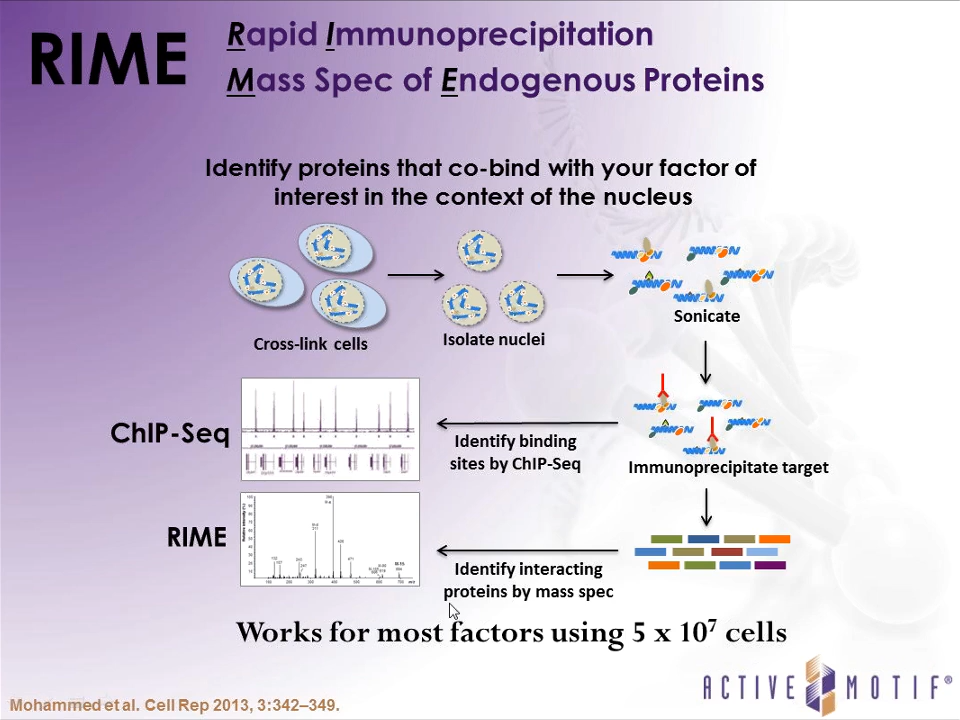 RIME
Rapid Immunoprecipitation
Mass Spec of Endogenous Proteins
Identify proteins that co-bind with your factor of
interest in the context of the nucleus
Cross-link cells
Isolate nuclei
Sonicate
ChIP-Seq
Identify binding
sites by ChIP-Seq
Immunoprecipitate target
RIME
Identify interacting
proteins by mass spec
Works for most factors using 5 x 10⁷ cells
ACTIVE MOTIF®
Mohammed et al. Cell Rep 2013, 3:342–349.